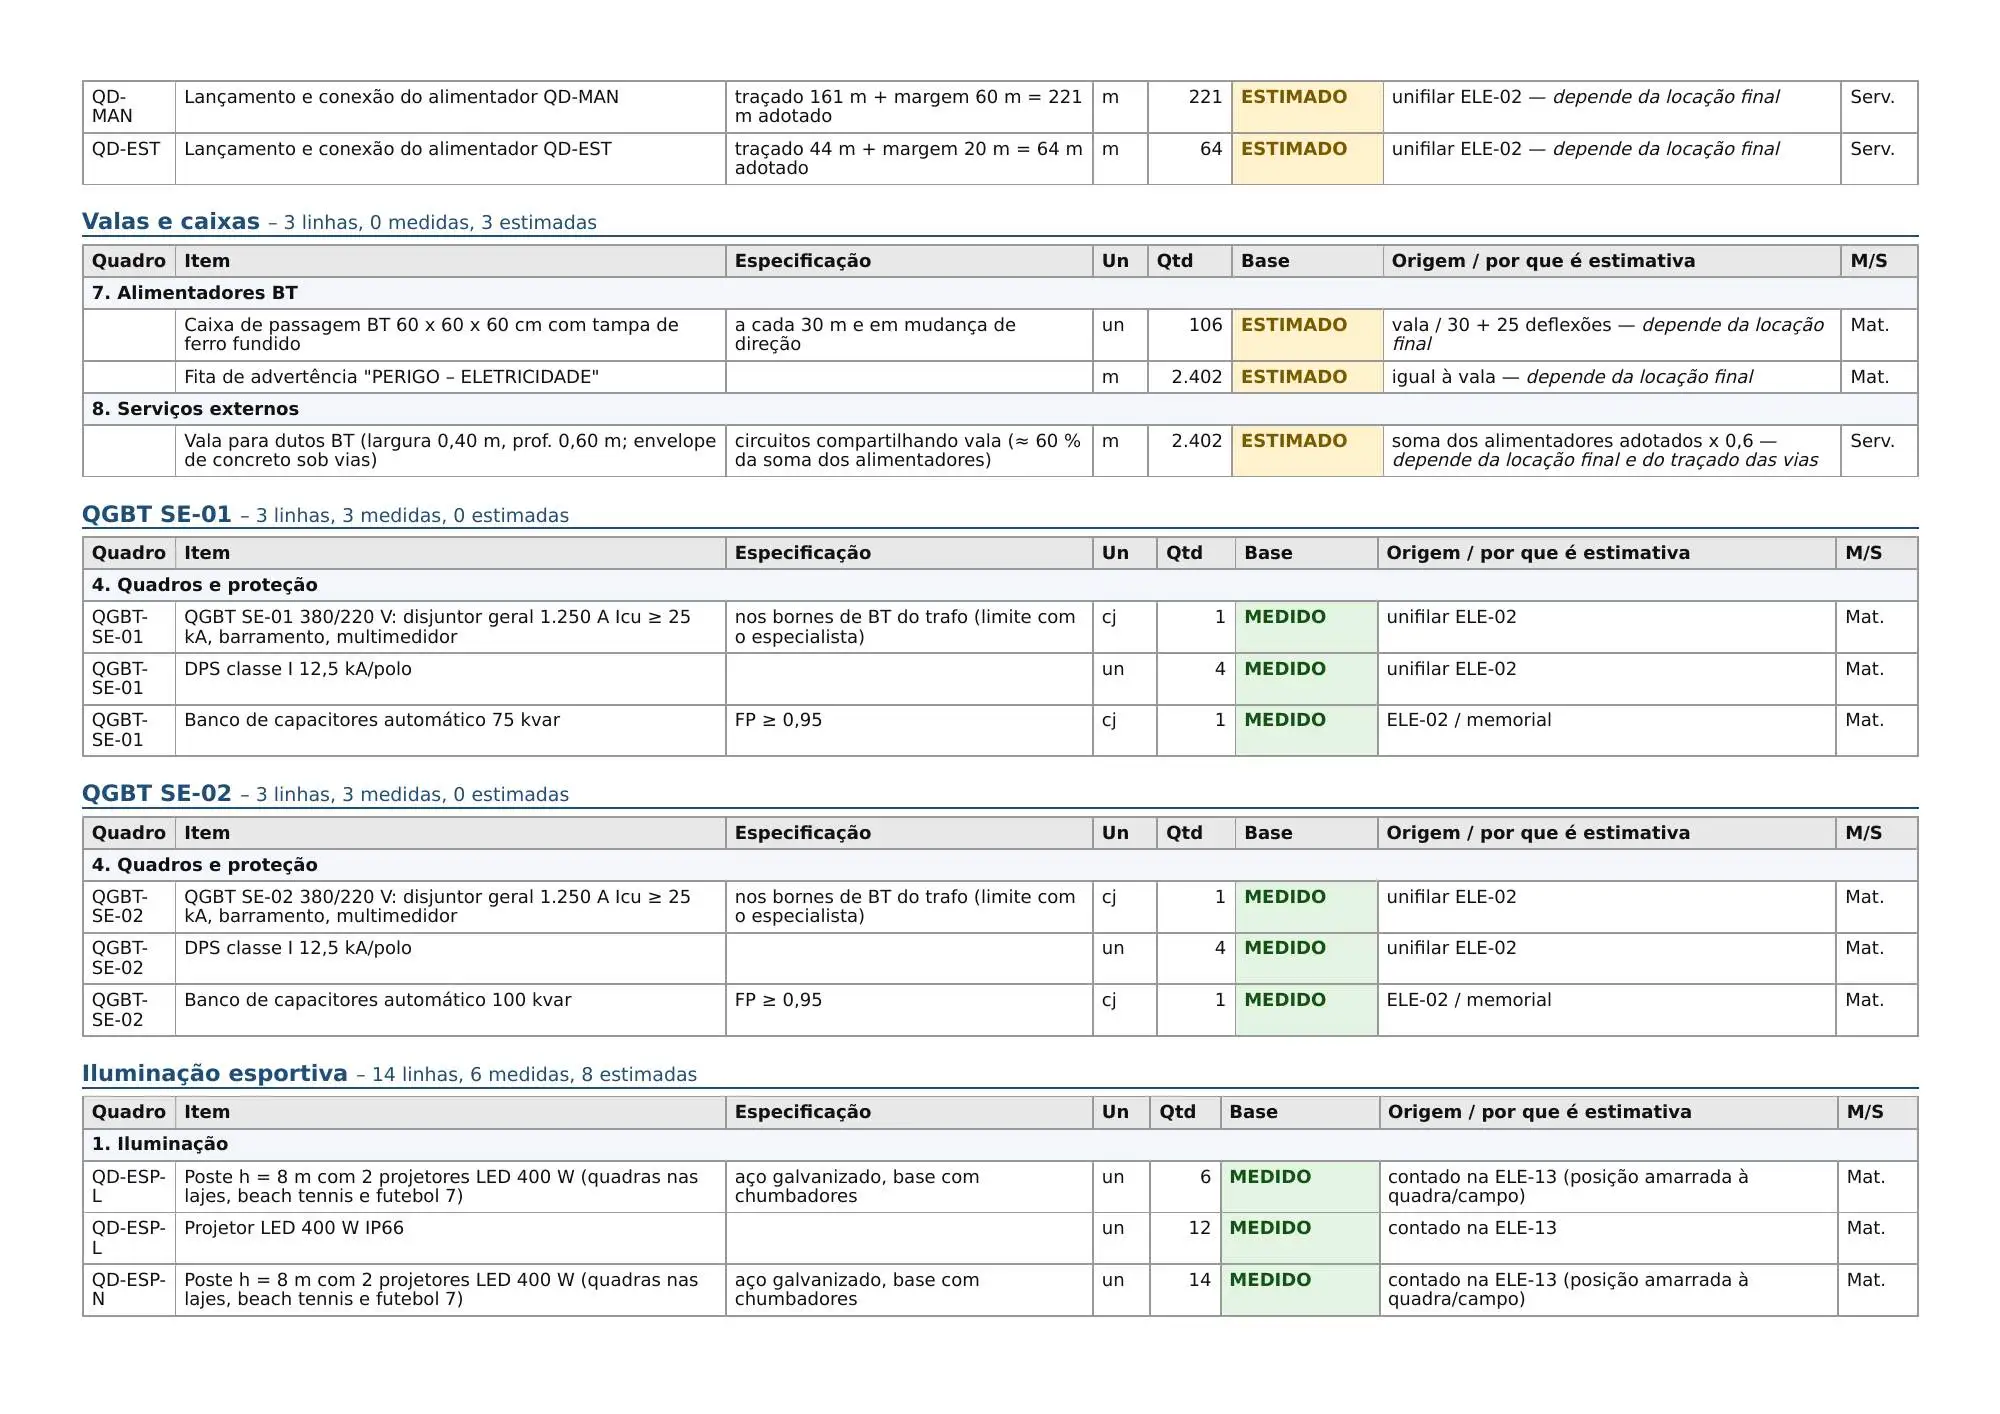 QD-MAN Lançamento e conexão do alimentador QD-MAN traçado 161 m + margem 60 m = 221 m adotado m 221 ESTIMADO unifilar ELE-02 — depende da locação final Serv.
QD-EST Lançamento e conexão do alimentador QD-EST traçado 44 m + margem 20 m = 64 m adotado m 64 ESTIMADO unifilar ELE-02 — depende da locação final Serv.
Valas e caixas – 3 linhas, 0 medidas, 3 estimadas
Quadro Item Especificação Un Qtd Base Origem / por que é estimativa M/S
7. Alimentadores BT
Caixa de passagem BT 60 x 60 x 60 cm com tampa de ferro fundido a cada 30 m e em mudança de direção un 106 ESTIMADO vala / 30 + 25 deflexões — depende da locação final Mat.
Fita de advertência "PERIGO – ELETRICIDADE" m 2.402 ESTIMADO igual à vala — depende da locação final Mat.
8. Serviços externos
Vala para dutos BT (largura 0,40 m, prof. 0,60 m; envelope de concreto sob vias) circuitos compartilhando vala (≈ 60 % da soma dos alimentadores) m 2.402 ESTIMADO soma dos alimentadores adotados x 0,6 — depende da locação final e do traçado das vias Serv.
QGBT SE-01 – 3 linhas, 3 medidas, 0 estimadas
Quadro Item Especificação Un Qtd Base Origem / por que é estimativa M/S
4. Quadros e proteção
QGBT-SE-01 QGBT SE-01 380/220 V: disjuntor geral 1.250 A Icu ≥ 25 kA, barramento, multimedidor nos bornes de BT do trafo (limite com o especialista) cj 1 MEDIDO unifilar ELE-02 Mat.
QGBT-SE-01 DPS classe I 12,5 kA/polo un 4 MEDIDO unifilar ELE-02 Mat.
QGBT-SE-01 Banco de capacitores automático 75 kvar FP ≥ 0,95 cj 1 MEDIDO ELE-02 / memorial Mat.
QGBT SE-02 – 3 linhas, 3 medidas, 0 estimadas
Quadro Item Especificação Un Qtd Base Origem / por que é estimativa M/S
4. Quadros e proteção
QGBT-SE-02 QGBT SE-02 380/220 V: disjuntor geral 1.250 A Icu ≥ 25 kA, barramento, multimedidor nos bornes de BT do trafo (limite com o especialista) cj 1 MEDIDO unifilar ELE-02 Mat.
QGBT-SE-02 DPS classe I 12,5 kA/polo un 4 MEDIDO unifilar ELE-02 Mat.
QGBT-SE-02 Banco de capacitores automático 100 kvar FP ≥ 0,95 cj 1 MEDIDO ELE-02 / memorial Mat.
Iluminação esportiva – 14 linhas, 6 medidas, 8 estimadas
Quadro Item Especificação Un Qtd Base Origem / por que é estimativa M/S
1. Iluminação
QD-ESP-L Poste h = 8 m com 2 projetores LED 400 W (quadras nas lajes, beach tennis e futebol 7) aço galvanizado, base com chumbadores un 6 MEDIDO contado na ELE-13 (posição amarrada à quadra/campo) Mat.
QD-ESP-L Projetor LED 400 W IP66 un 12 MEDIDO contado na ELE-13 Mat.
QD-ESP-N Poste h = 8 m com 2 projetores LED 400 W (quadras nas lajes, beach tennis e futebol 7) aço galvanizado, base com chumbadores un 14 MEDIDO contado na ELE-13 (posição amarrada à quadra/campo) Mat.